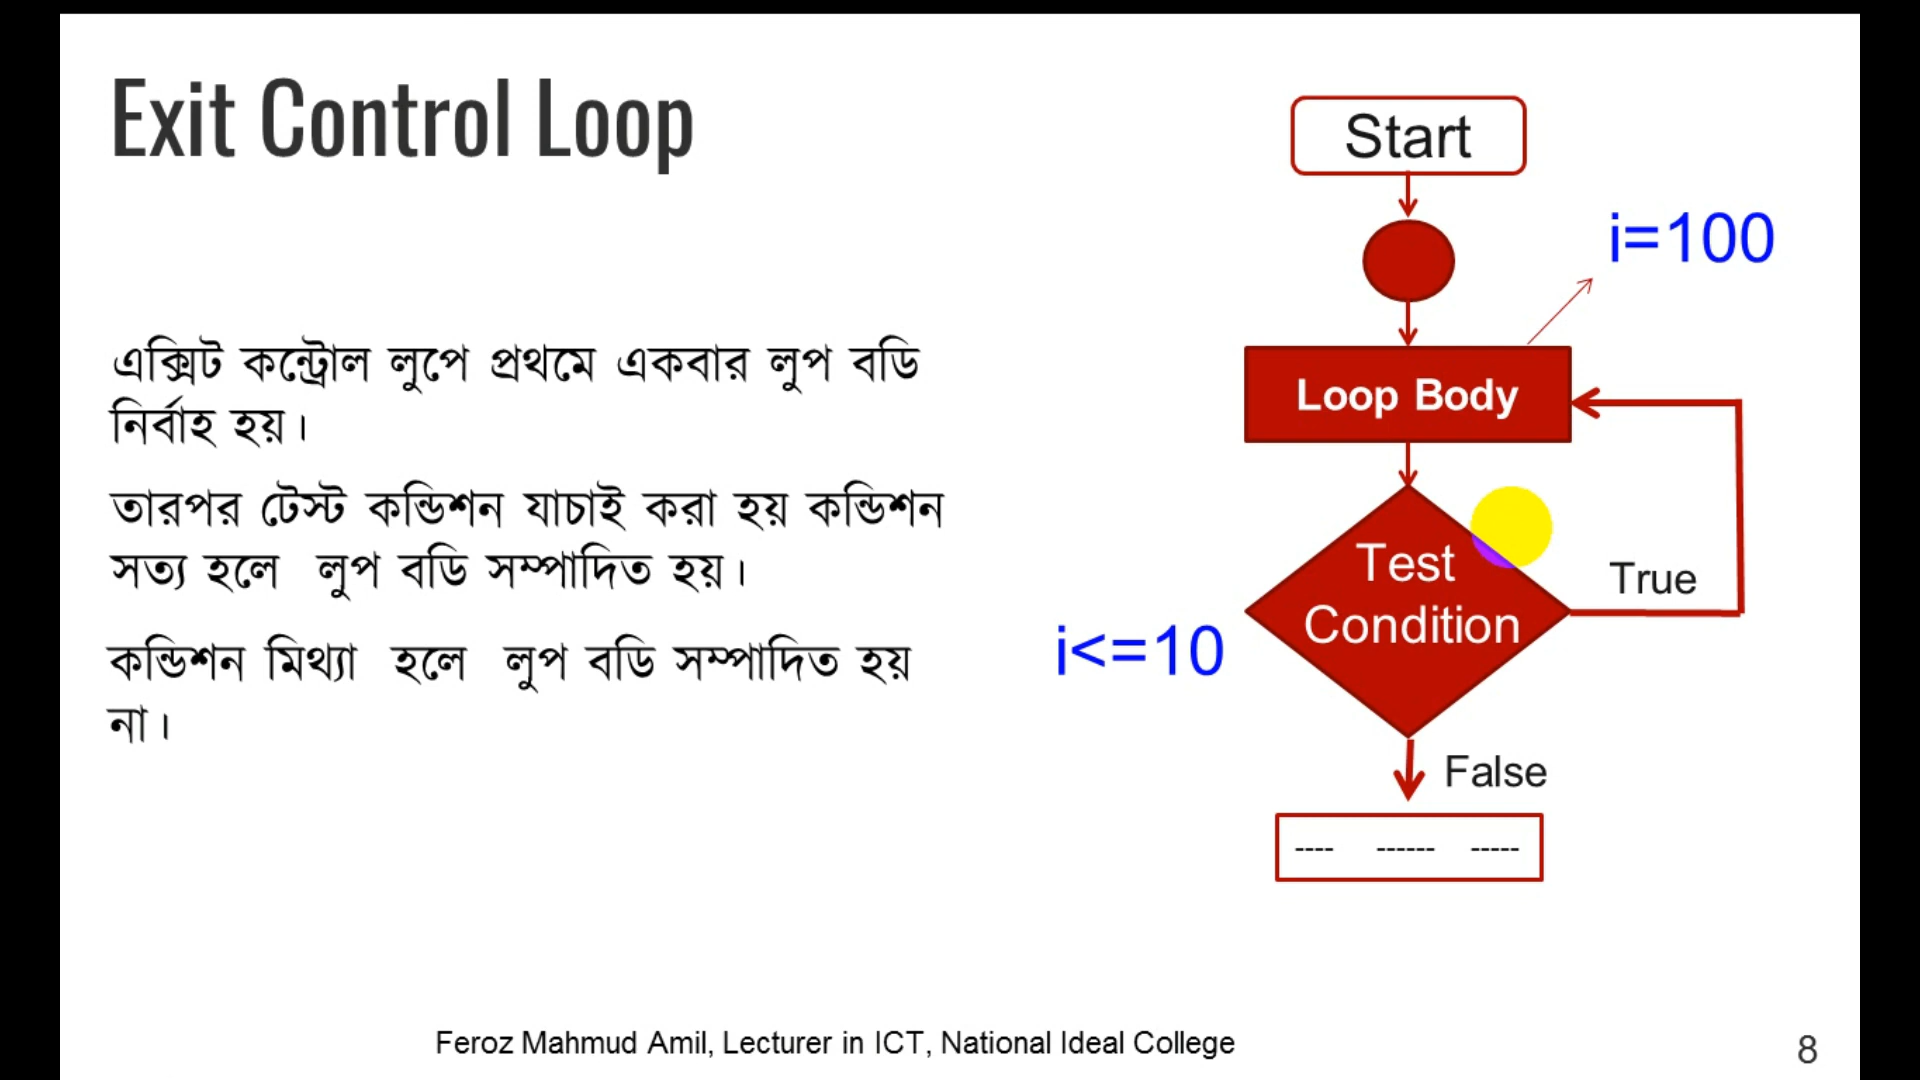 Exit Control Loop
এক্সিট কন্ট্রোল লুপে প্রথমে একবার লুপ বডি
নির্বাহ হয়।
তারপর টেস্ট কন্ডিশন যাচাই করা হয় কন্ডিশন
সত্য হলে লুপ বডি সম্পাদিত হয়।
কন্ডিশন মিথ্যা হলে লুপ বডি সম্পাদিত হয়
না।
Start
i=100
Loop Body
Test
Condition
True
i<=10
False
---- ------ -----
Feroz Mahmud Amil, Lecturer in ICT, National Ideal College
8